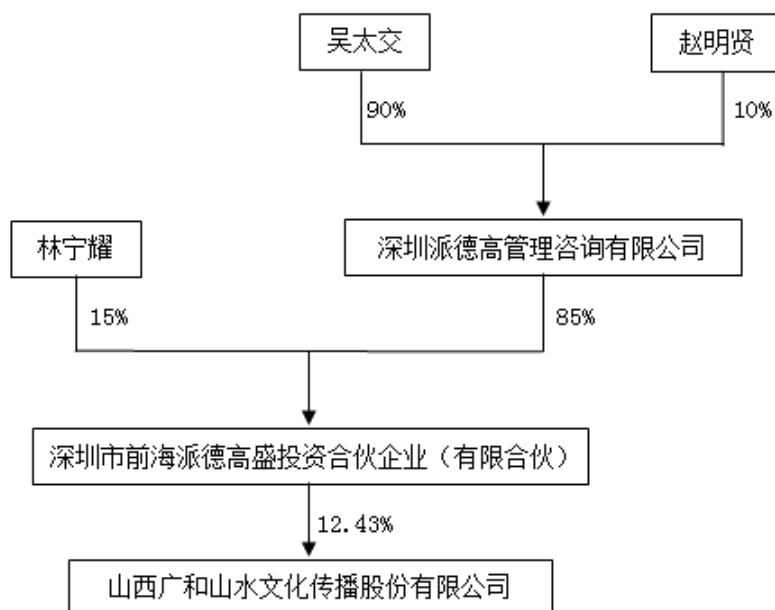 吴太交
赵明贤
90%
10%
林宁耀
深圳派德高管理咨询有限公司
15%
85%
深圳市前海派德高盛投资合伙企业（有限合伙）
12.43%
山西广和山水文化传播股份有限公司